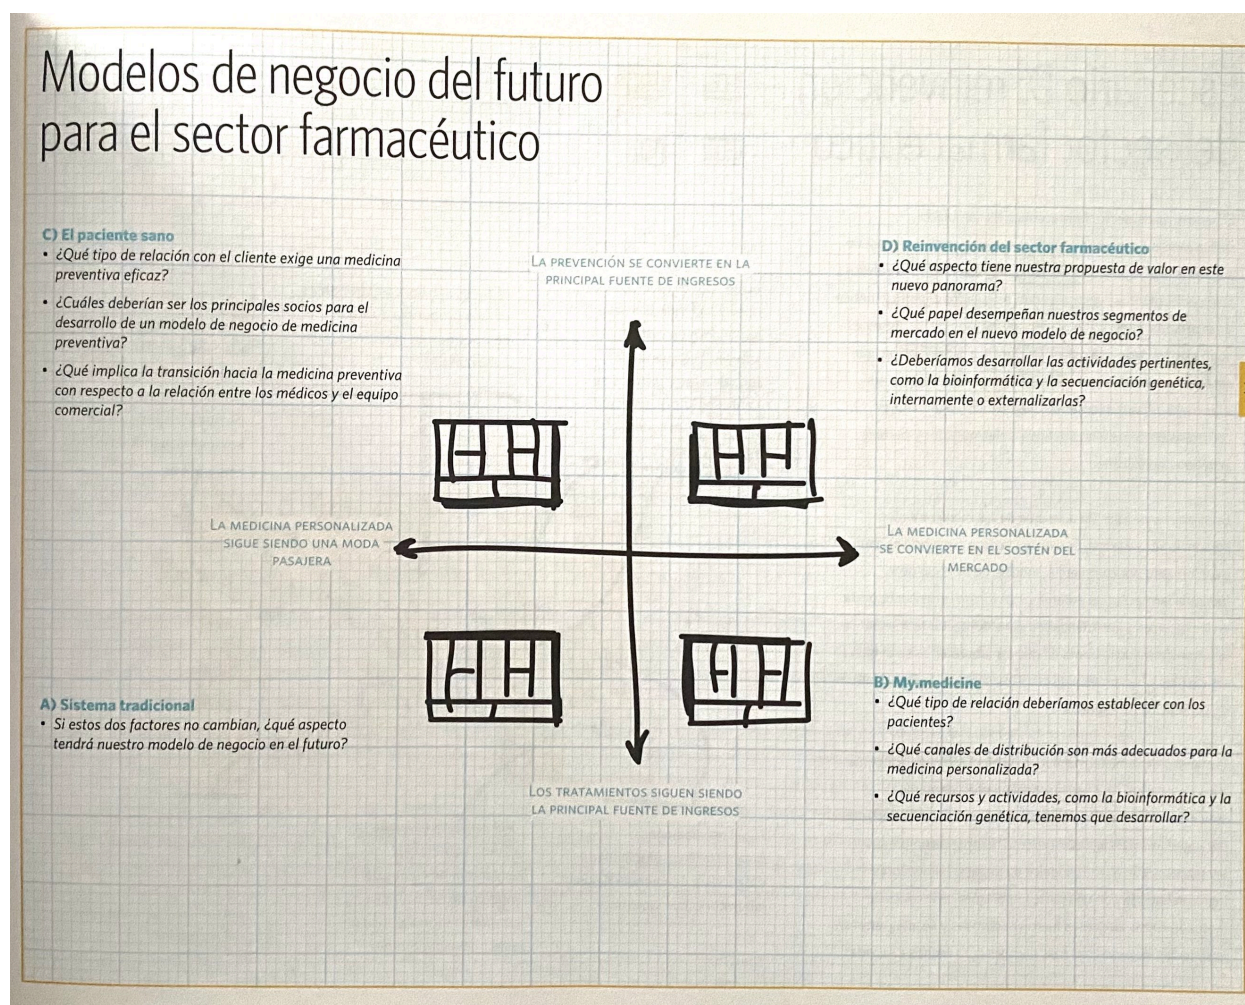 Modelos de negocio del futuro
para el sector farmacéutico
C) El paciente sano
• ¿Qué tipo de relación con el cliente exige una medicina
preventiva eficaz?
• ¿Cuáles deberían ser los principales socios para el
desarrollo de un modelo de negocio de medicina
preventiva?
• ¿Qué implica la transición hacia la medicina preventiva
con respecto a la relación entre los médicos y el equipo
comercial?
LA PREVENCIÓN SE CONVIERTE EN LA
PRINCIPAL FUENTE DE INGRESOS
D) Reinvención del sector farmacéutico
• ¿Qué aspecto tiene nuestra propuesta de valor en este
nuevo panorama?
• ¿Qué papel desempeñan nuestros segmentos de
mercado en el nuevo modelo de negocio?
• ¿Deberíamos desarrollar las actividades pertinentes,
como la bioinformática y la secuenciación genética,
internamente o externalizarlas?
LA MEDICINA PERSONALIZADA
SIGUE SIENDO UNA MODA
PASAJERA
LA MEDICINA PERSONALIZADA
SE CONVIERTE EN EL SOSTÉN DEL
MERCADO
A) Sistema tradicional
• Si estos dos factores no cambian, ¿qué aspecto
tendrá nuestro modelo de negocio en el futuro?
LOS TRATAMIENTOS SIGUEN SIENDO
LA PRINCIPAL FUENTE DE INGRESOS
B) My.medicine
• ¿Qué tipo de relación deberíamos establecer con los
pacientes?
• ¿Qué canales de distribución son más adecuados para la
medicina personalizada?
• ¿Qué recursos y actividades, como la bioinformática y la
secuenciación genética, tenemos que desarrollar?